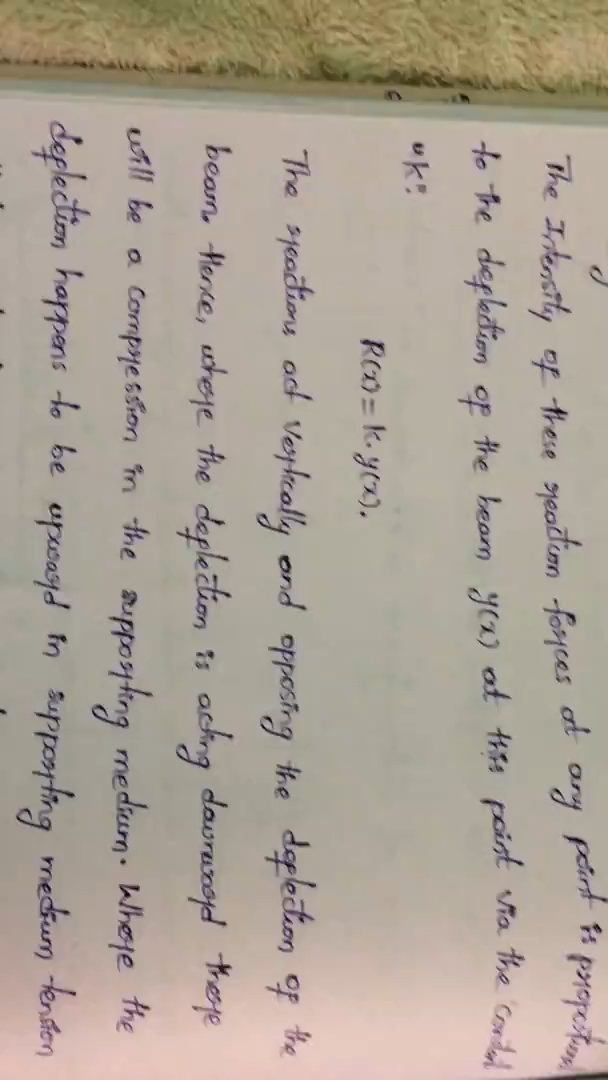 The Intensity of these reaction forces at any point is proportional
to the deflection of the beam y(x) at this point via the constant
"k".
R(x) = k. y(x).
The reactions act vertically and opposing the deflection of the
beam. Hence, where the deflection is acting downward there
will be a compression in the supporting medium. Where the
deflection happens to be upward in supporting medium tension